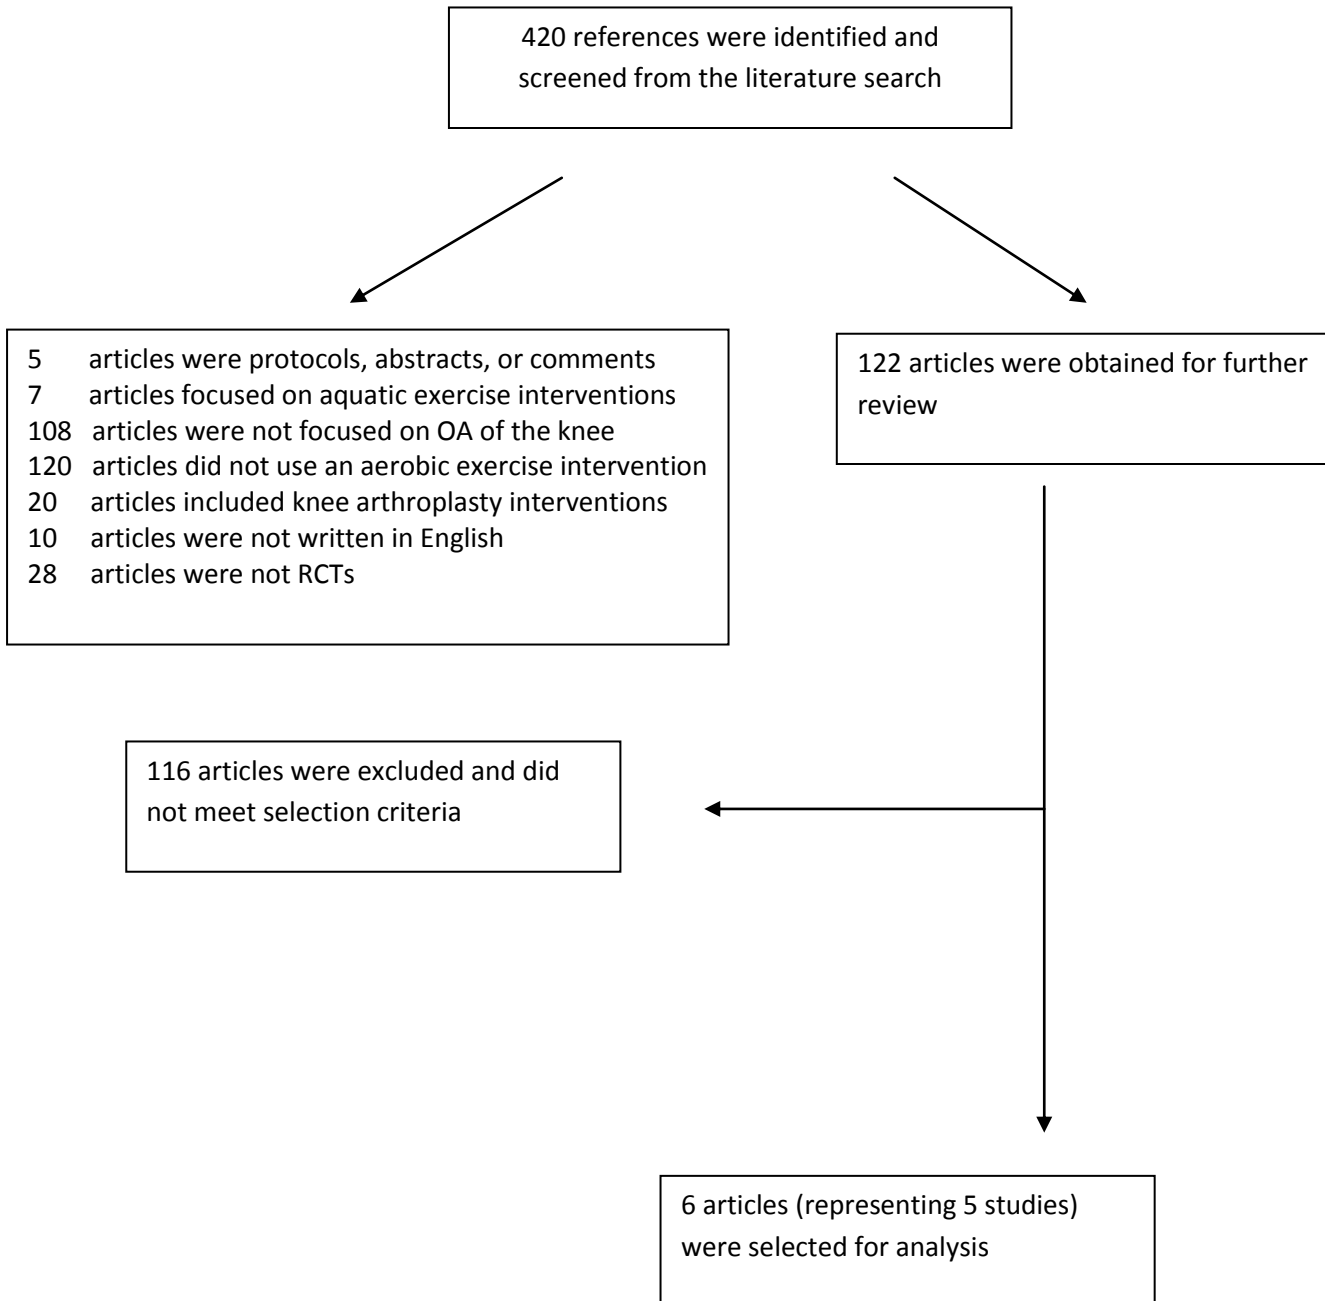 420 references were identified and
screened from the literature search
5 articles were protocols, abstracts, or comments
7 articles focused on aquatic exercise interventions
108 articles were not focused on OA of the knee
120 articles did not use an aerobic exercise intervention
20 articles included knee arthroplasty interventions
10 articles were not written in English
28 articles were not RCTs
122 articles were obtained for further
review
116 articles were excluded and did
not meet selection criteria
6 articles (representing 5 studies)
were selected for analysis